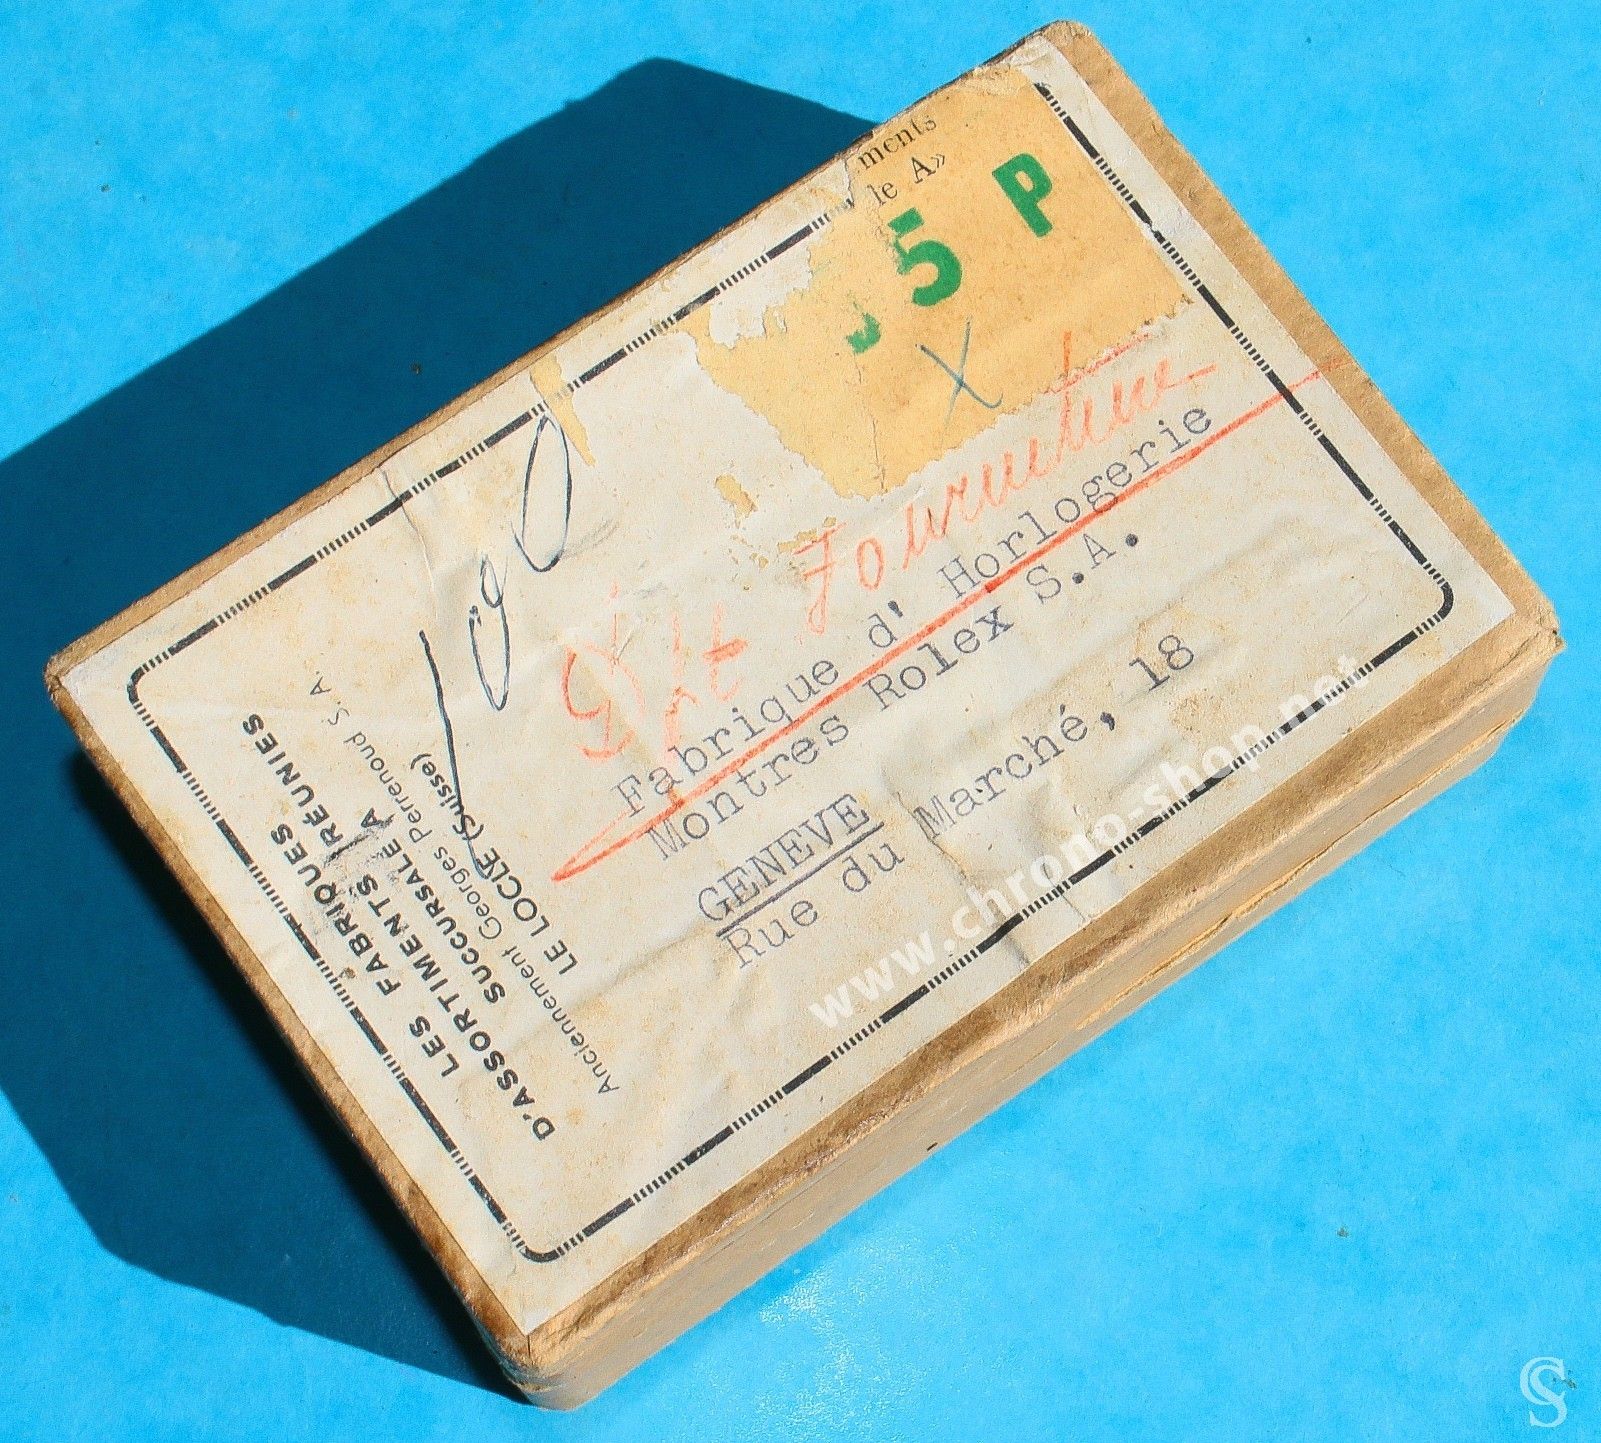 ments
le A»
5 P
X
Dét Fourniture
Fabrique d' Horlogerie
Montres Rolex S.A.
GENEVE
Rue du Marché, 18
LES FABRIQUES
D'ASSORTIMENTS RÉUNIES
SUCCURSALE A
Anciennement Georges Perrenoud S.A.
LE LOCLE (Suisse)
www.chrono-shop.net